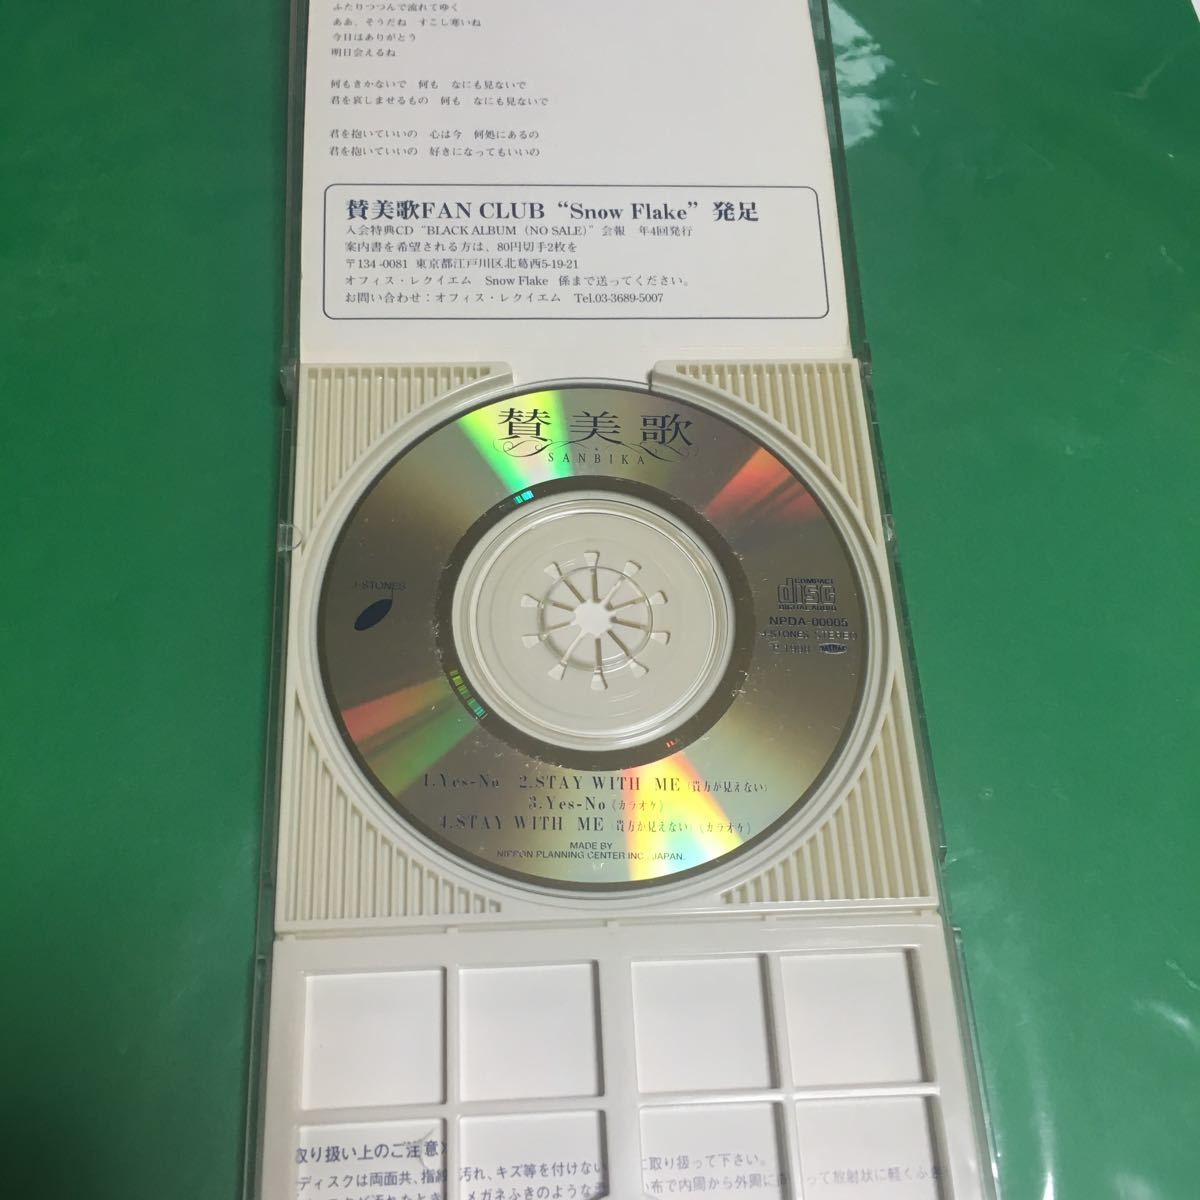 ふたりつつんで流れてゆく
ああ、そうだね　すこし寒いね
今日はありがとう
明日会えるね
何もきかないで　何も　なにも見ないで
君を哀しませるもの　何も　なにも見ないで
君を抱いていいの　心は今　何処にあるの
君を抱いていいの　好きになってもいいの
賛美歌FAN CLUB “Snow Flake” 発足
入会特典CD “BLACK ALBUM（NO SALE）” 会報　年4回発行
案内書を希望される方は、80円切手2枚を
〒134-0081 東京都江戸川区北葛西5-19-21
オフィス・レクイエム　Snow Flake 係まで送ってください。
お問い合わせ：オフィス・レクイエム　Tel.03-3689-5007
賛美歌
SANBIKA
J-STONES
COMPACT
disc
DIGITAL AUDIO
NPDA-00005
J-STONES STEREO
1.Yes-No　2.STAY WITH ME（貴方が見えない）
3.Yes-No（カラオケ）
4.STAY WITH ME（貴方が見えない）（カラオケ）
MADE BY
NIPPON PLANNING CENTER INC. JAPAN.
取り扱い上のご注意〉
ディスクは両面共、指紋　汚れ、キズ等を付けない　に取り扱って下さい。
メガネふきのような　い布で内周から外周に　って放射状に軽くふき